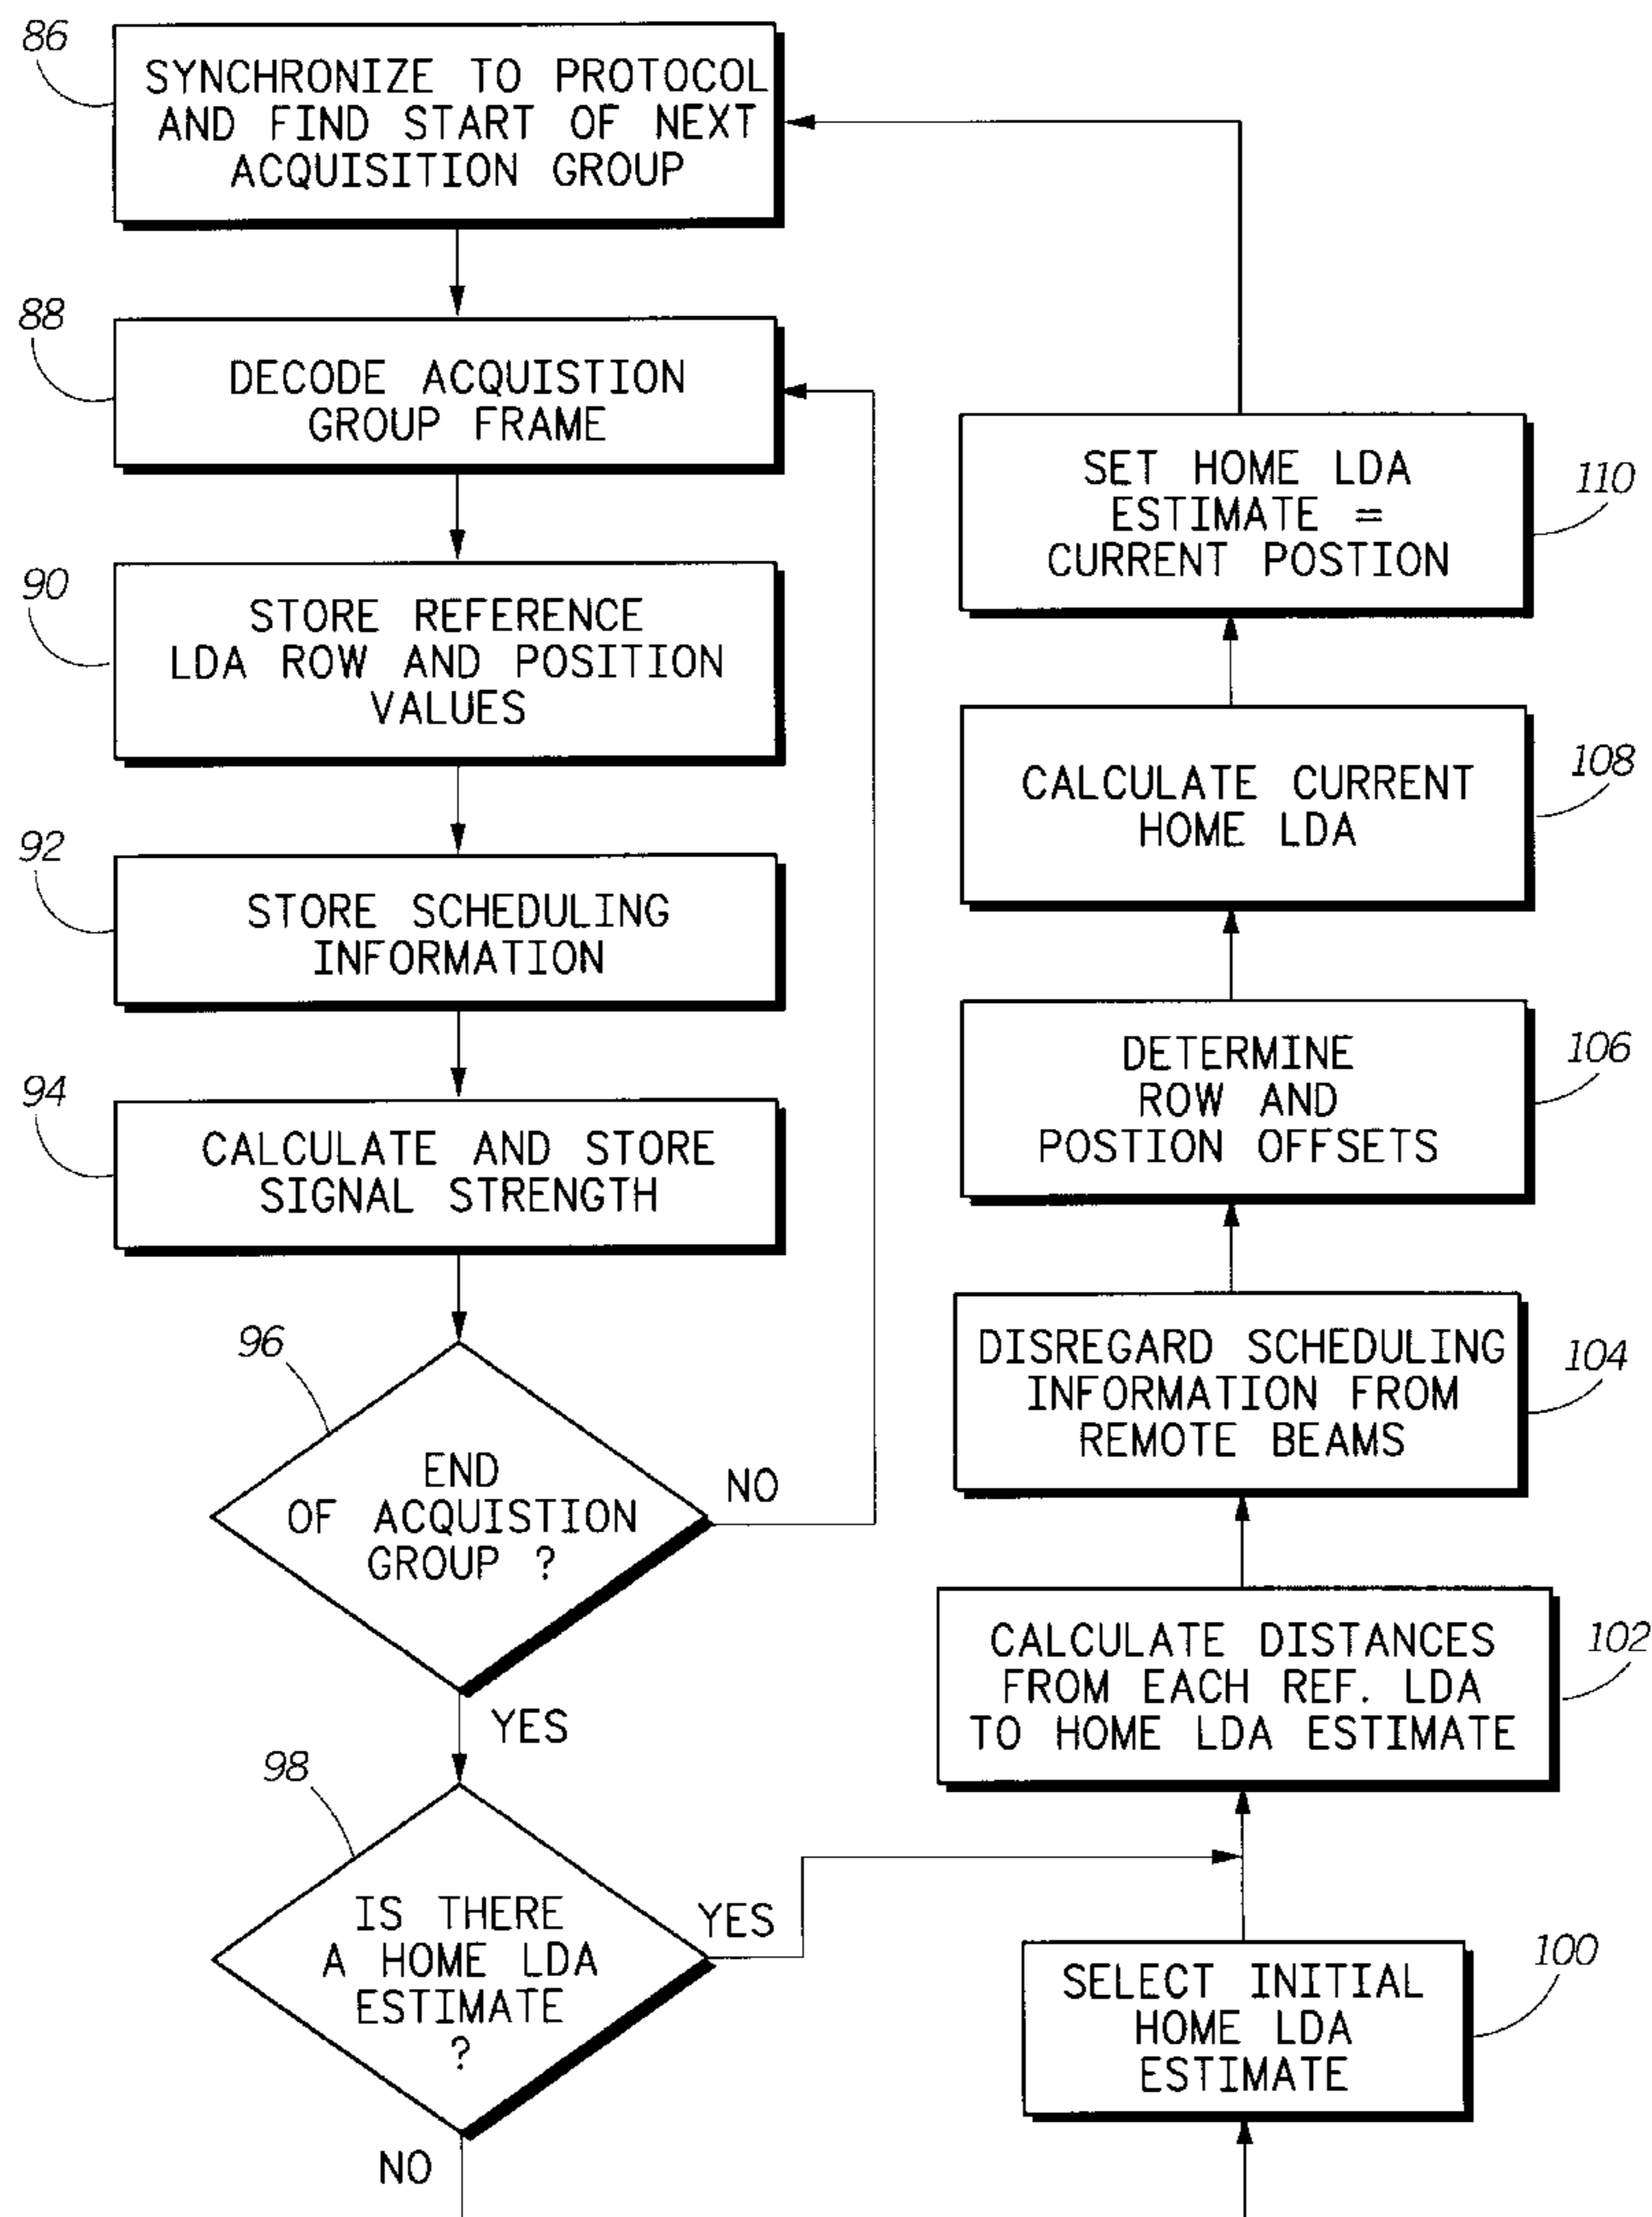 86
SYNCHRONIZE TO PROTOCOL
AND FIND START OF NEXT
ACQUISITION GROUP
88
DECODE ACQUISTION
GROUP FRAME
90
STORE REFERENCE
LDA ROW AND POSITION
VALUES
92
STORE SCHEDULING
INFORMATION
94
CALCULATE AND STORE
SIGNAL STRENGTH
96
END
OF ACQUISTION
GROUP ?
NO
YES
98
IS THERE
A HOME LDA
ESTIMATE
?
YES
NO
SET HOME LDA
ESTIMATE =
CURRENT POSTION
110
CALCULATE CURRENT
HOME LDA
108
DETERMINE
ROW AND
POSTION OFFSETS
106
DISREGARD SCHEDULING
INFORMATION FROM
REMOTE BEAMS
104
CALCULATE DISTANCES
FROM EACH REF. LDA
TO HOME LDA ESTIMATE
102
SELECT INITIAL
HOME LDA
ESTIMATE
100